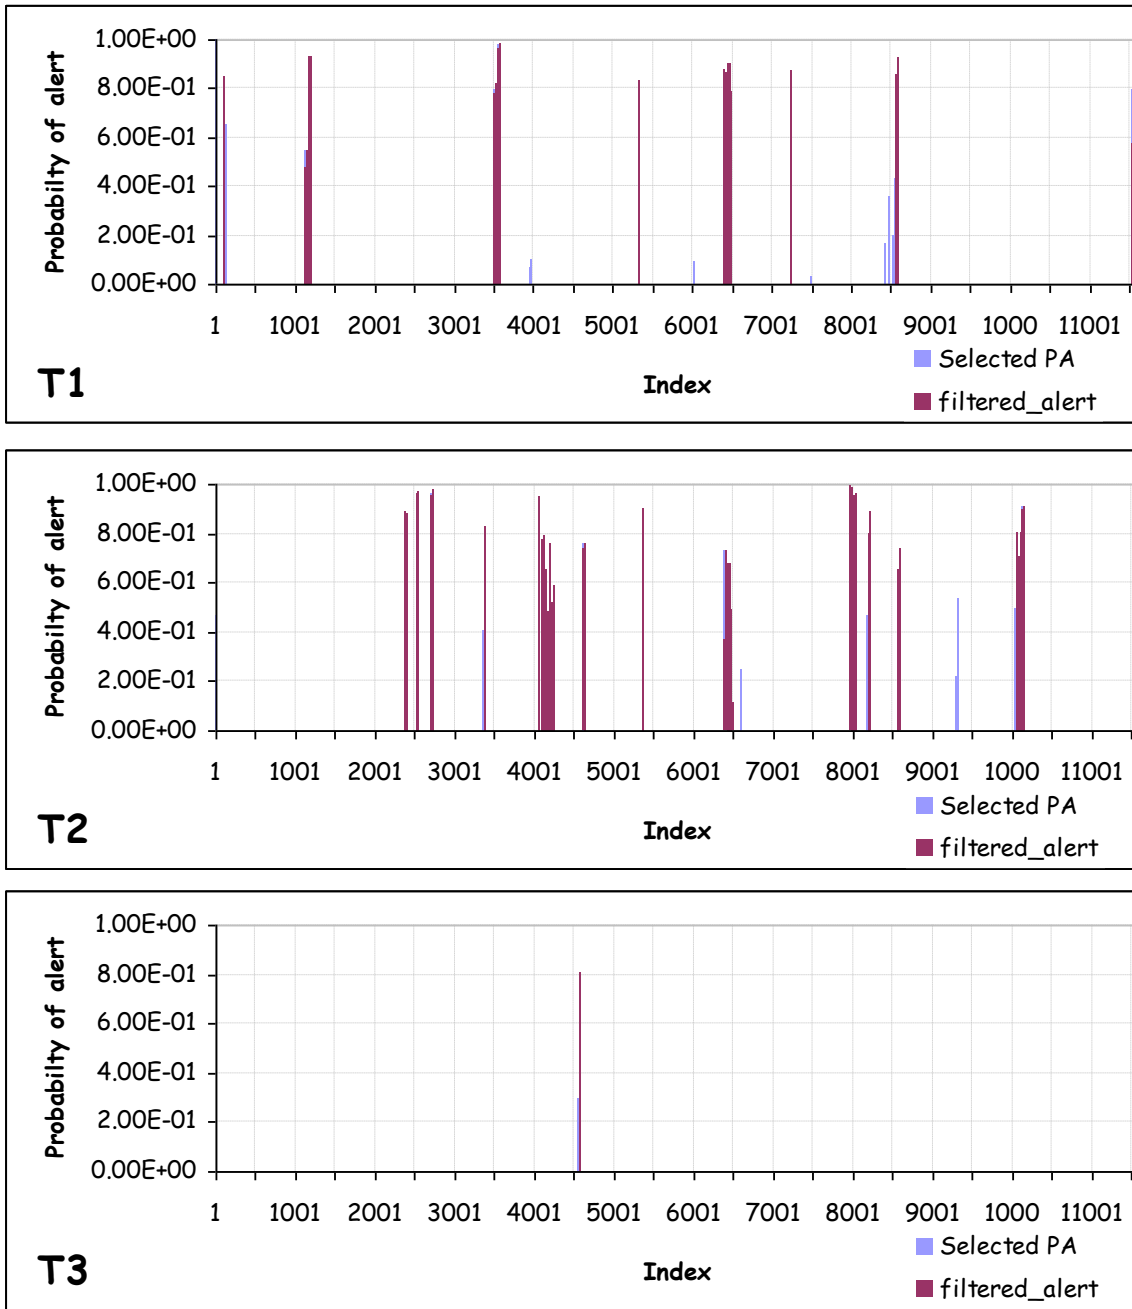 1.00E+00
8.00E-01
6.00E-01
4.00E-01
2.00E-01
0.00E+00
Probabilty of alert
1 1001 2001 3001 4001 5001 6001 7001 8001 9001 1000 11001
Selected PA
T1
Index
filtered_alert
1.00E+00
8.00E-01
6.00E-01
4.00E-01
2.00E-01
0.00E+00
Probabilty of alert
1 1001 2001 3001 4001 5001 6001 7001 8001 9001 1000 11001
Selected PA
T2
Index
filtered_alert
1.00E+00
8.00E-01
6.00E-01
4.00E-01
2.00E-01
0.00E+00
Probabilty of alert
1 1001 2001 3001 4001 5001 6001 7001 8001 9001 1000 11001
Selected PA
T3
Index
filtered_alert